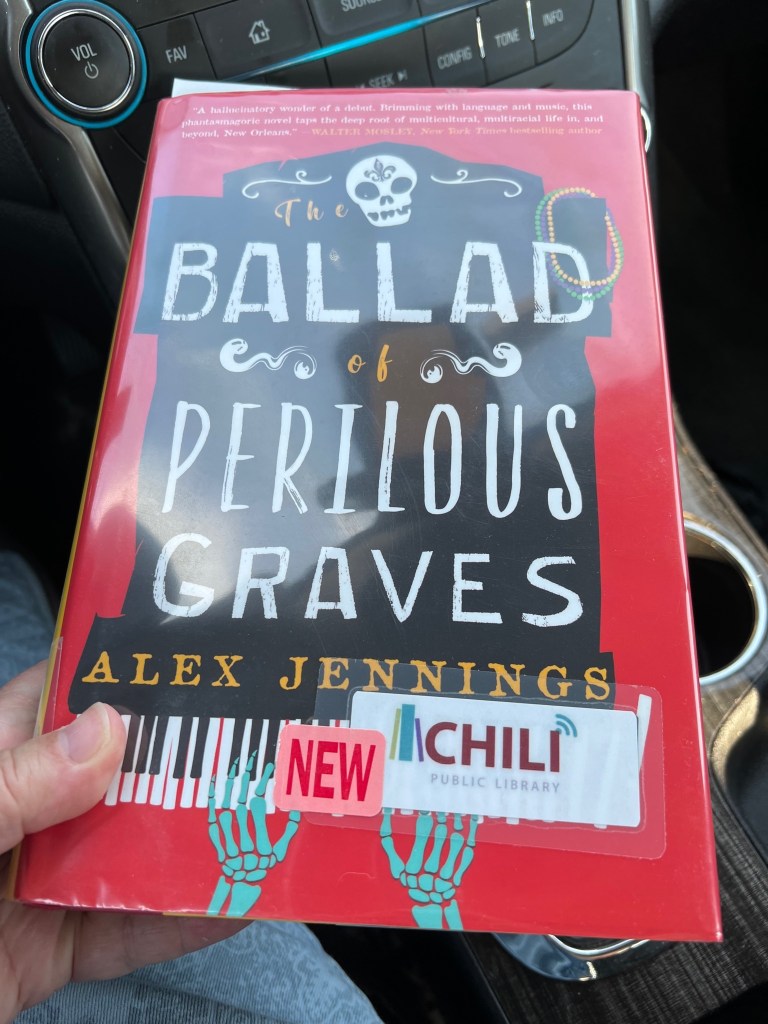 SOURCE
VOL
FAV
CONFIG
TONE
INFO
SEEK
"A hallucinatory wonder of a debut. Brimming with language and music, this
phantasmagoric novel taps the deep root of multicultural, multiracial life in, and
beyond, New Orleans." — WALTER MOSLEY, New York Times bestselling author
The
BALLAD
of
PERILOUS
GRAVES
ALEX JENNINGS
NEW
CHILI
PUBLIC LIBRARY